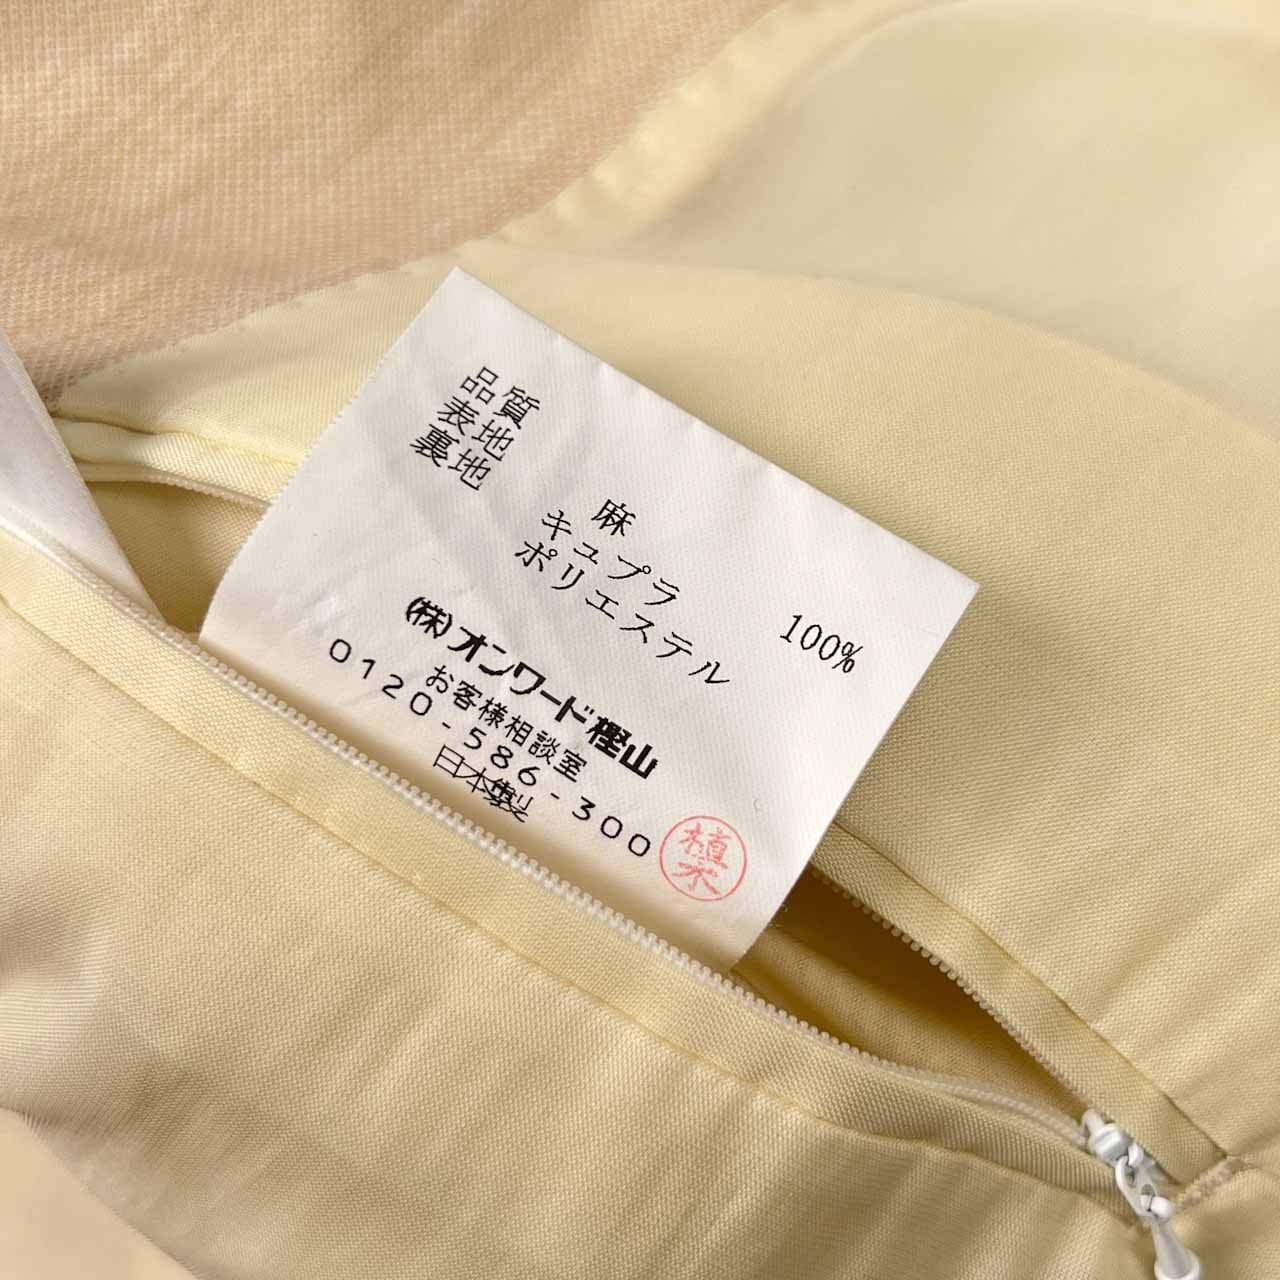 品質
表地 麻 100%
裏地 キュプラ
ポリエステル
(株)オンワード樫山
お客様相談室
0120-586-300
日本製
植木